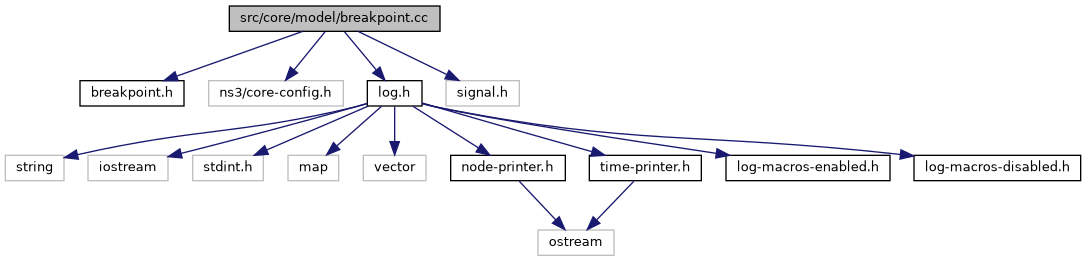 src/core/model/breakpoint.cc
breakpoint.h
ns3/core-config.h
log.h
signal.h
string
iostream
stdint.h
map
vector
node-printer.h
time-printer.h
log-macros-enabled.h
log-macros-disabled.h
ostream